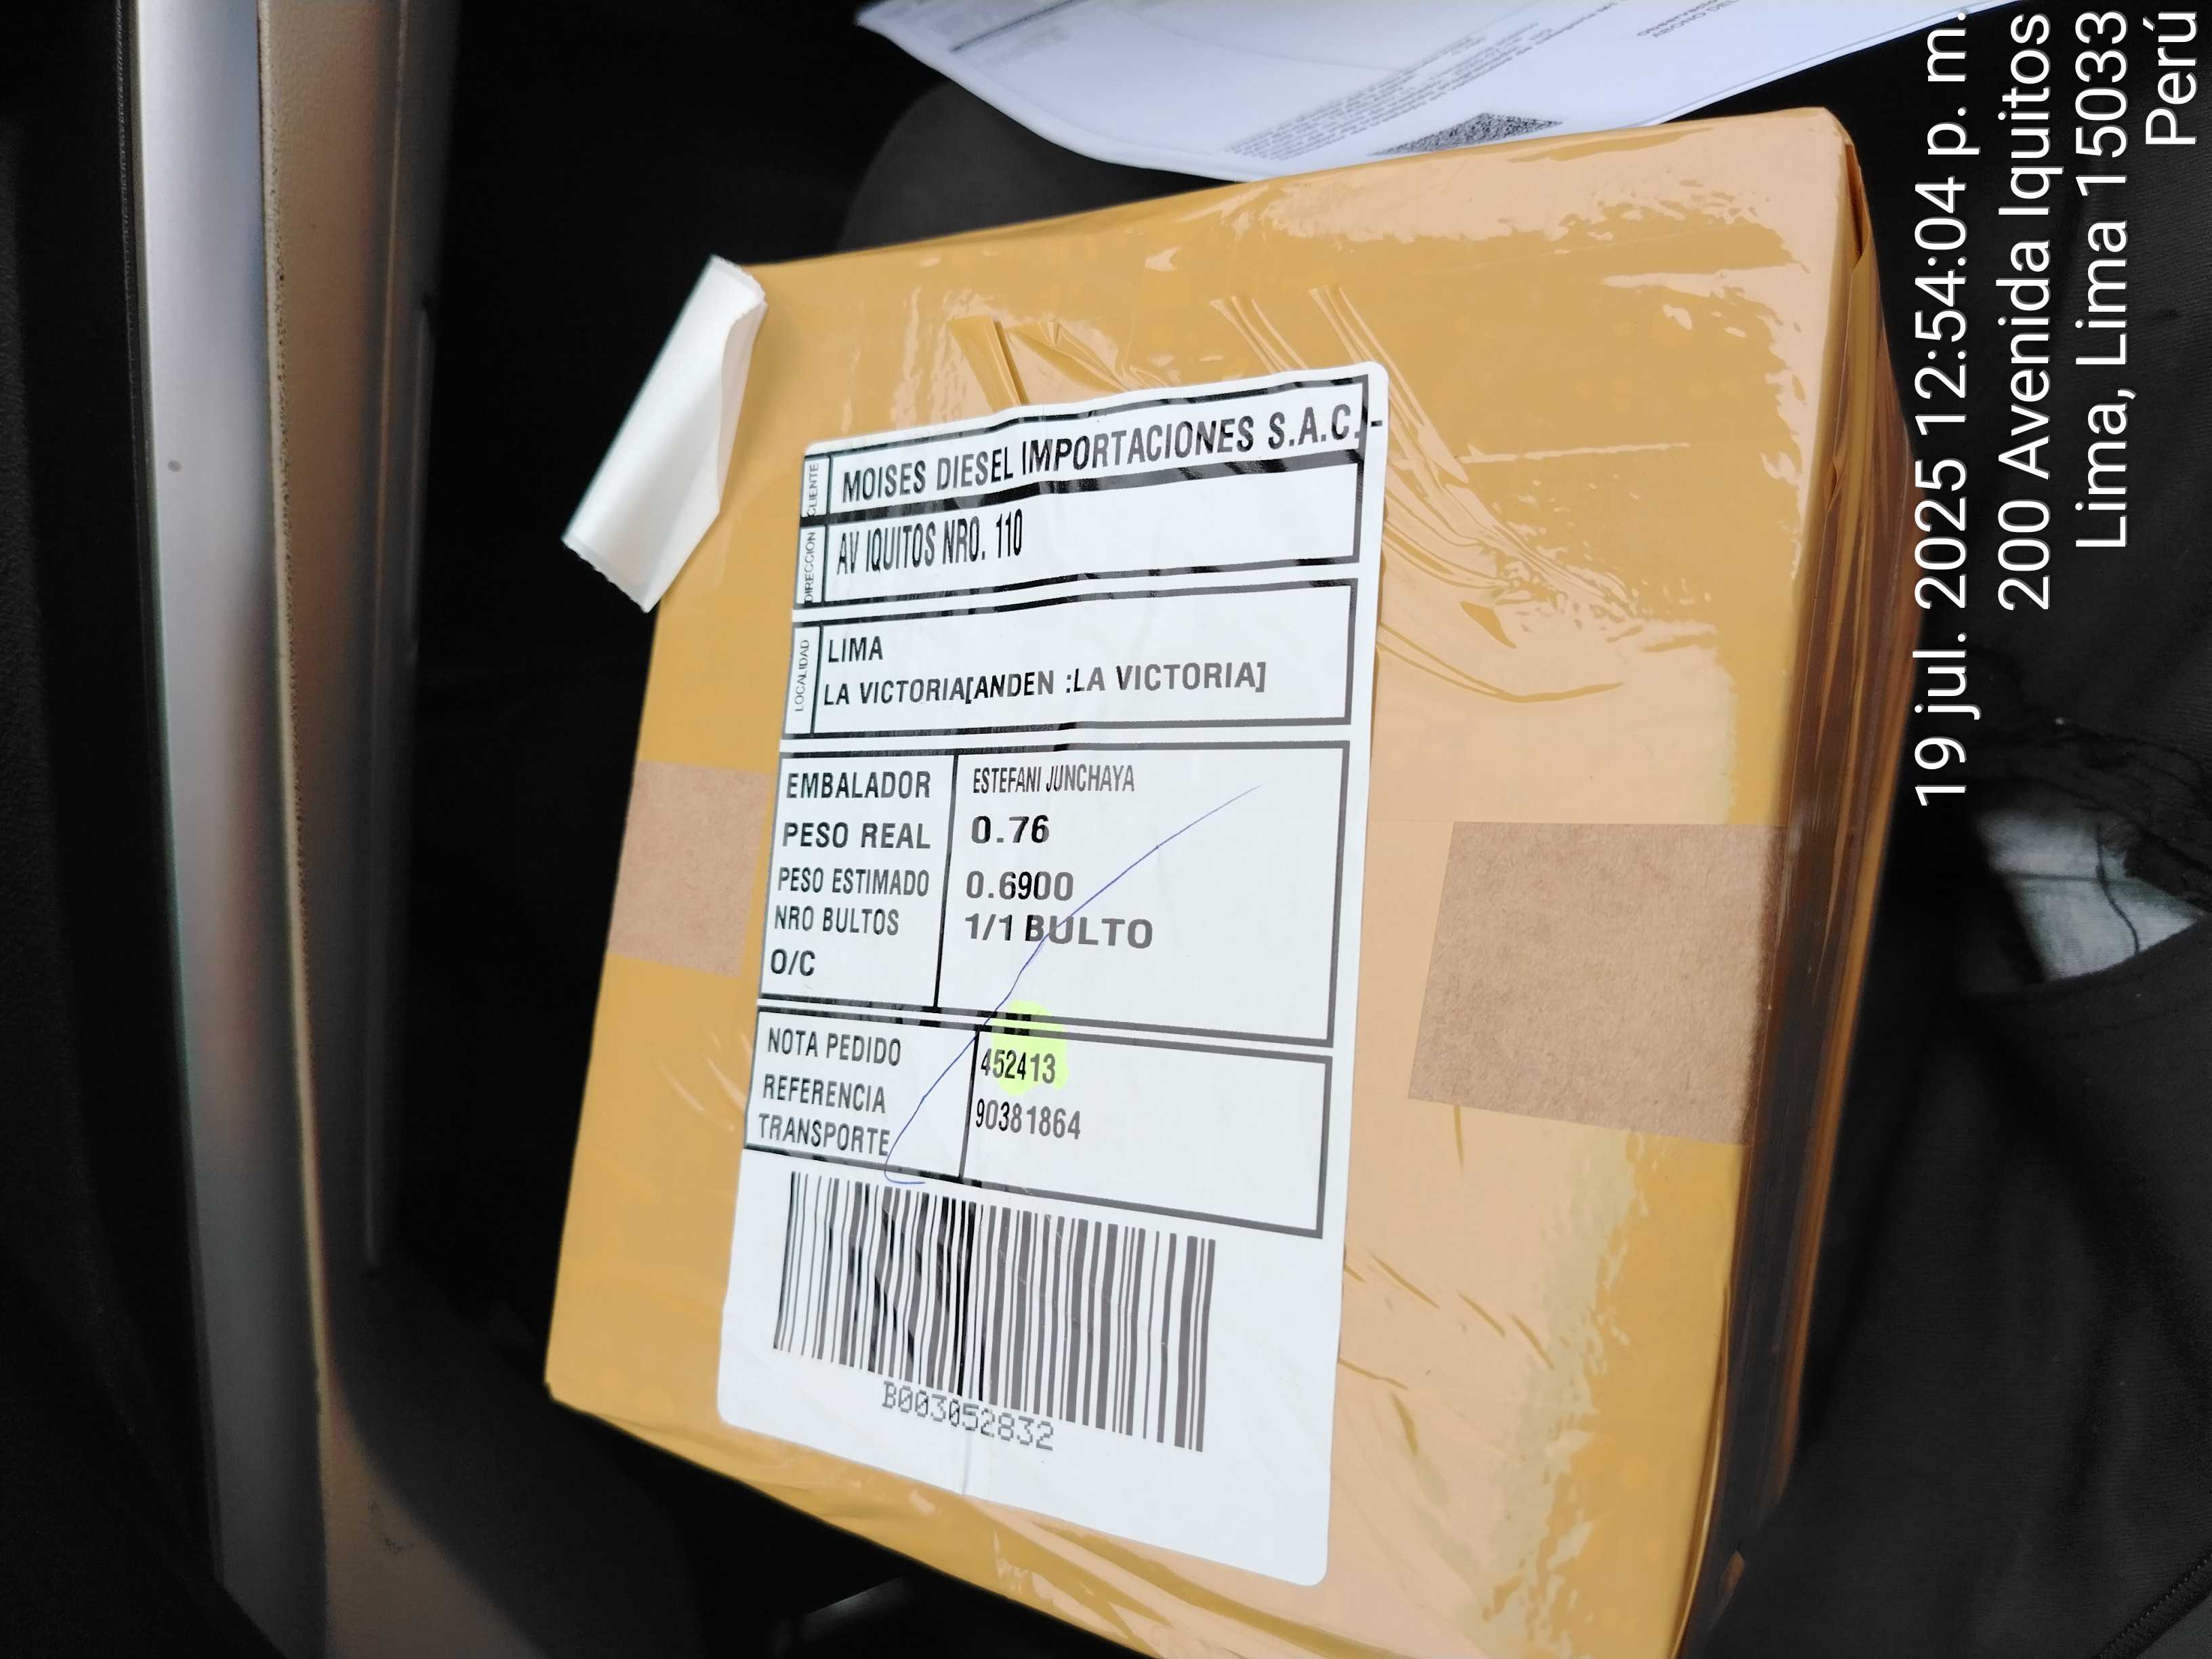 CLIENTE
MOISES DIESEL IMPORTACIONES S.A.C.-
DIRECCION
AV IQUITOS NRO. 110
LOCALIDAD
LIMA
LA VICTORIA[ANDEN :LA VICTORIA]
EMBALADOR ESTEFANI JUNCHAYA
PESO REAL 0.76
PESO ESTIMADO 0.6900
NRO BULTOS 1/1 BULTO
O/C
NOTA PEDIDO 452413
REFERENCIA 90381864
TRANSPORTE
B003052832
19 jul. 2025 12:54:04 p. m.
200 Avenida Iquitos
Lima, Lima 15033
Perú